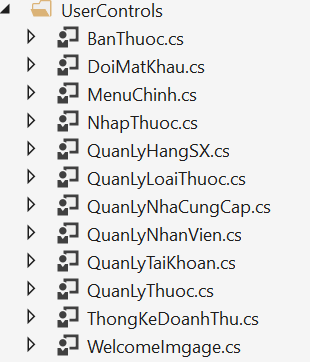 UserControls
BanThuoc.cs
DoiMatKhau.cs
MenuChinh.cs
NhapThuoc.cs
QuanLyHangSX.cs
QuanLyLoaiThuoc.cs
QuanLyNhaCungCap.cs
QuanLyNhanVien.cs
QuanLyTaiKhoan.cs
QuanLyThuoc.cs
ThongKeDoanhThu.cs
WelcomeImgage.cs